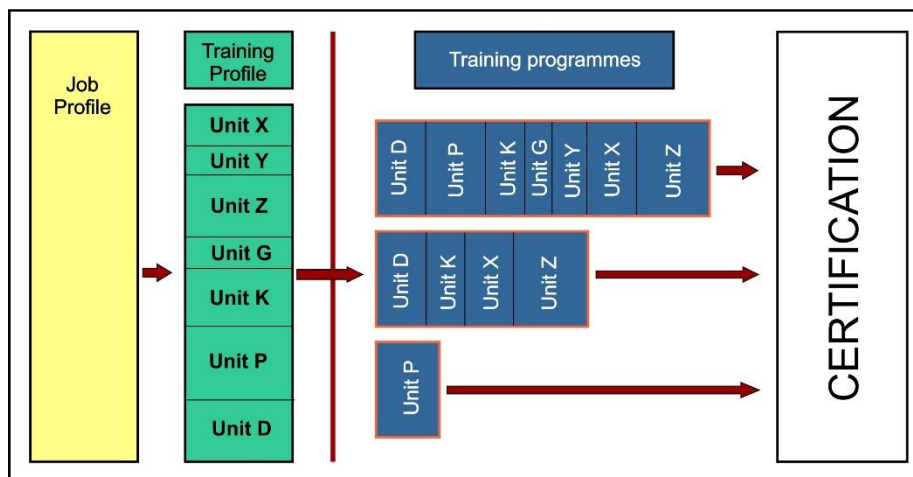 Job
Profile
Training
Profile
Unit X
Unit Y
Unit Z
Unit G
Unit K
Unit P
Unit D
Training programmes
Unit D
Unit P
Unit K
Unit G
Unit Y
Unit X
Unit Z
Unit D
Unit K
Unit X
Unit Z
Unit P
CERTIFICATION